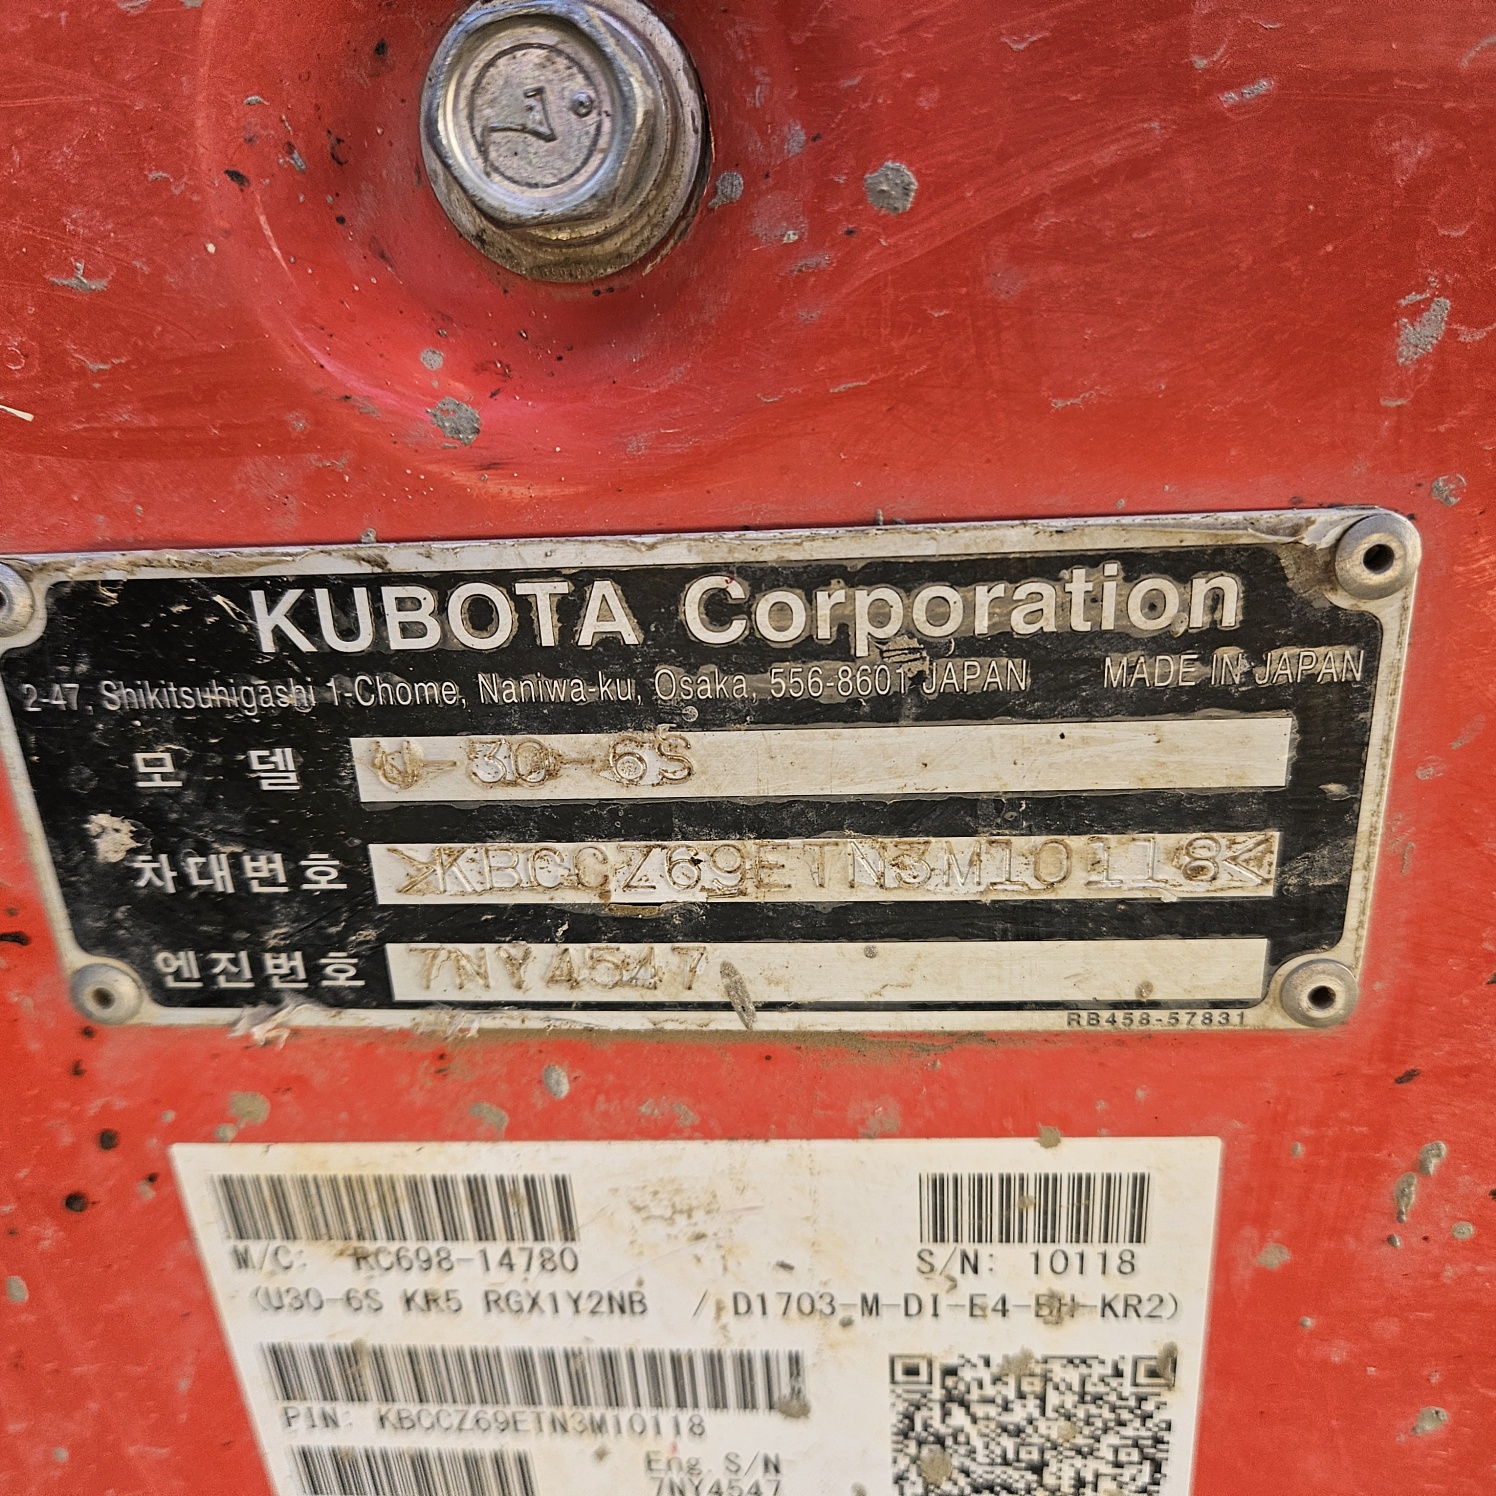 7
KUBOTA Corporation
2-47, Shikitsuhigashi 1-Chome, Naniwa-ku, Osaka, 556-8601 JAPAN MADE IN JAPAN
모 델 U-30-6S
차대번호 >KBCCZ69ETN3M10118<
엔진번호 7NY4547
RB458-57831
M/C: RC698-14780 S/N: 10118
(U30-6S KR5 RGX1Y2NB / D1703-M-DI-E4-BH-KR2)
PIN: KBCCZ69ETN3M10118
Eng. S/N
7NY4547